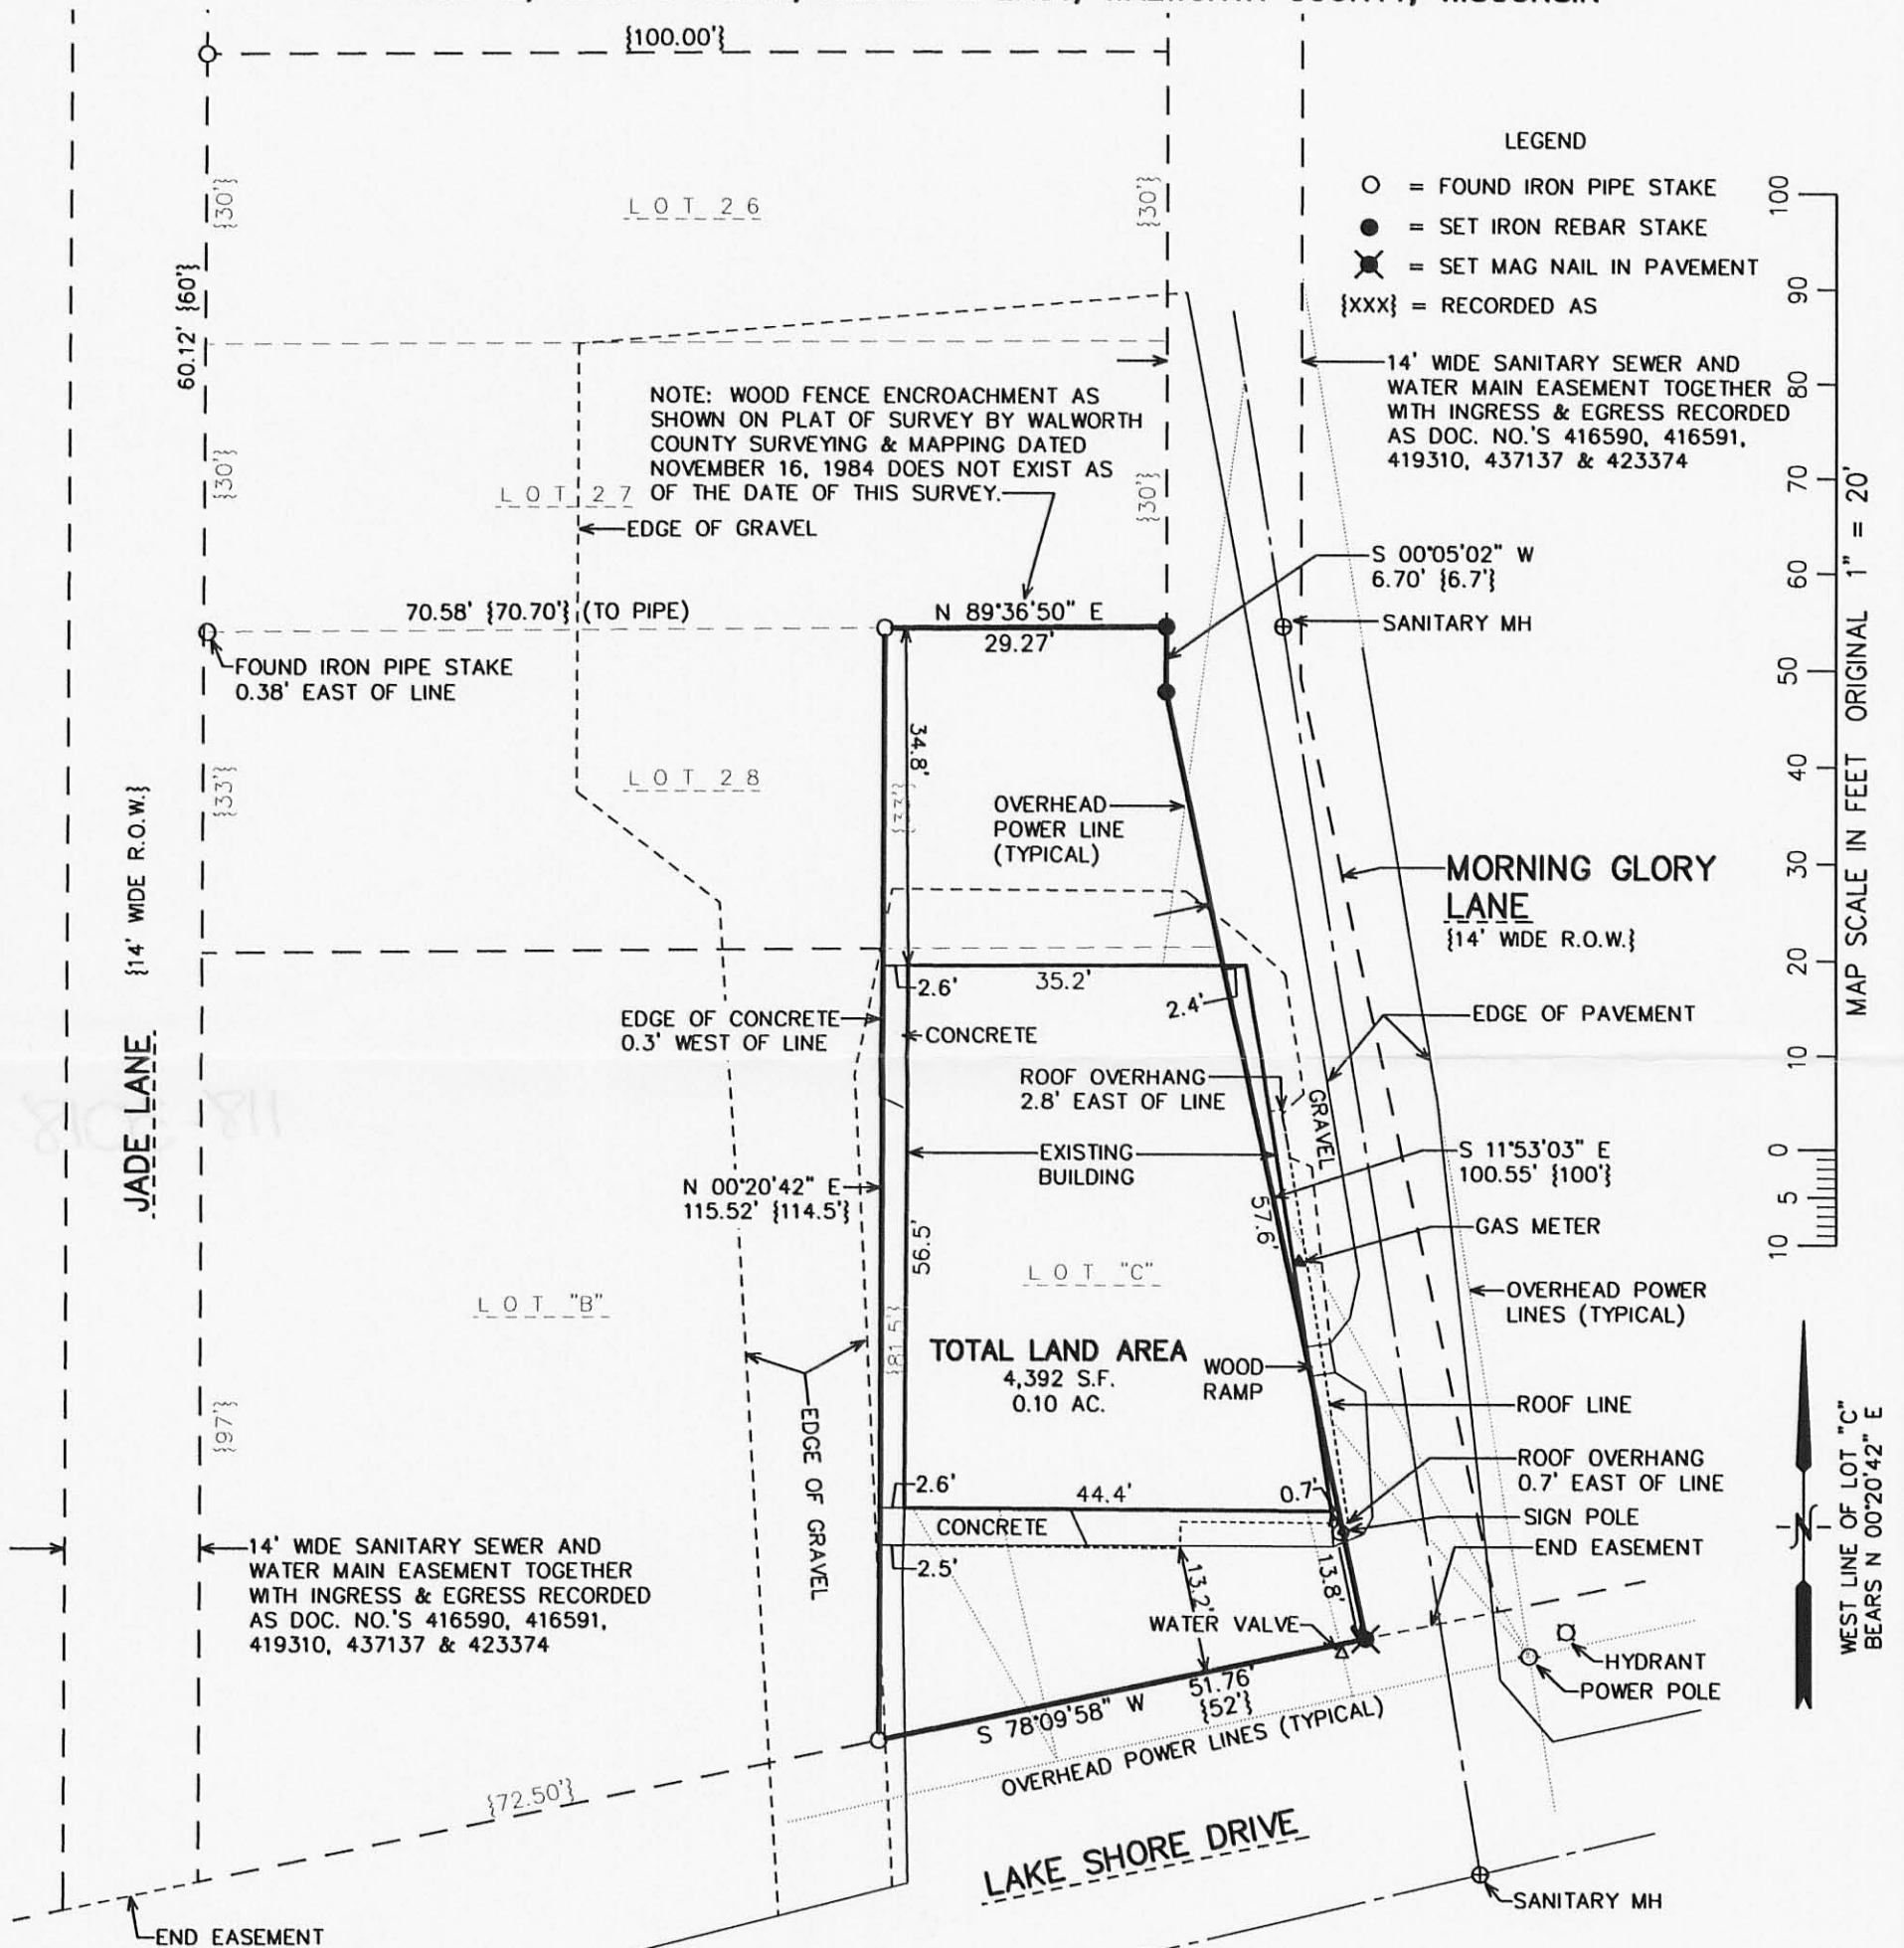 {100.00'}
LEGEND
= FOUND IRON PIPE STAKE
= SET IRON REBAR STAKE
= SET MAG NAIL IN PAVEMENT
{XXX} = RECORDED AS
{30'}
LOT 26
{30'}
60.12' {60'}
14' WIDE SANITARY SEWER AND
WATER MAIN EASEMENT TOGETHER
WITH INGRESS & EGRESS RECORDED
AS DOC. NO.'S 416590, 416591,
419310, 437137 & 423374
NOTE: WOOD FENCE ENCROACHMENT AS
SHOWN ON PLAT OF SURVEY BY WALWORTH
COUNTY SURVEYING & MAPPING DATED
NOVEMBER 16, 1984 DOES NOT EXIST AS
OF THE DATE OF THIS SURVEY.
{30'}
LOT 27
{30'}
EDGE OF GRAVEL
S 00°05'02" W
6.70' {6.7'}
70.58' {70.70'} (TO PIPE)
N 89°36'50" E
29.27'
SANITARY MH
FOUND IRON PIPE STAKE
0.38' EAST OF LINE
34.8'
{33'}
LOT 28
{33'}
OVERHEAD
POWER LINE
(TYPICAL)
MORNING GLORY
LANE
{14' WIDE R.O.W.}
JADE LANE
{14' WIDE R.O.W.}
2.6'
35.2'
2.4'
EDGE OF CONCRETE
0.3' WEST OF LINE
CONCRETE
EDGE OF PAVEMENT
ROOF OVERHANG
2.8' EAST OF LINE
GRAVEL
EXISTING
BUILDING
S 11°53'03" E
100.55' {100'}
N 00°20'42" E
115.52' {114.5'}
56.5'
57.6'
GAS METER
LOT "C"
LOT "B"
OVERHEAD POWER
LINES (TYPICAL)
{81.5'}
TOTAL LAND AREA
4,392 S.F.
0.10 AC.
WOOD
RAMP
ROOF LINE
{97'}
EDGE OF GRAVEL
ROOF OVERHANG
0.7' EAST OF LINE
2.6'
44.4'
0.7'
SIGN POLE
CONCRETE
END EASEMENT
14' WIDE SANITARY SEWER AND
WATER MAIN EASEMENT TOGETHER
WITH INGRESS & EGRESS RECORDED
AS DOC. NO.'S 416590, 416591,
419310, 437137 & 423374
2.5'
13.2'
13.8'
WATER VALVE
HYDRANT
POWER POLE
S 78°09'58" W
51.76'
{52'}
OVERHEAD POWER LINES (TYPICAL)
{72.50'}
LAKE SHORE DRIVE
SANITARY MH
END EASEMENT
100
90
80
70
60
50
40
30
20
10
0
5
10
MAP SCALE IN FEET ORIGINAL 1" = 20'
N
WEST LINE OF LOT "C"
BEARS N 00°20'42" E